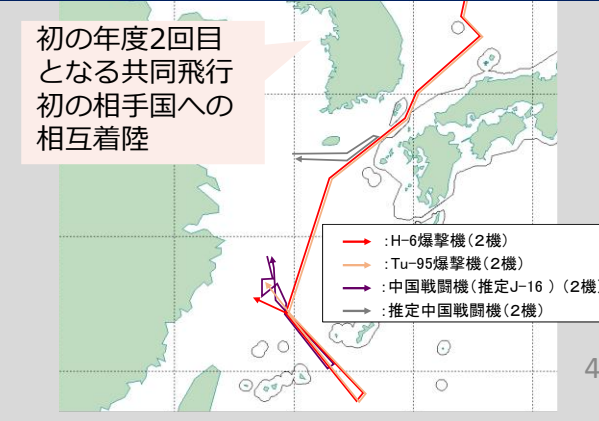 初の年度2回目
となる共同飛行
初の相手国への
相互着陸
:H-6爆撃機(2機)
:Tu-95爆撃機(2機)
:中国戦闘機(推定J-16 ) (2機)
:推定中国戦闘機(2機)
4